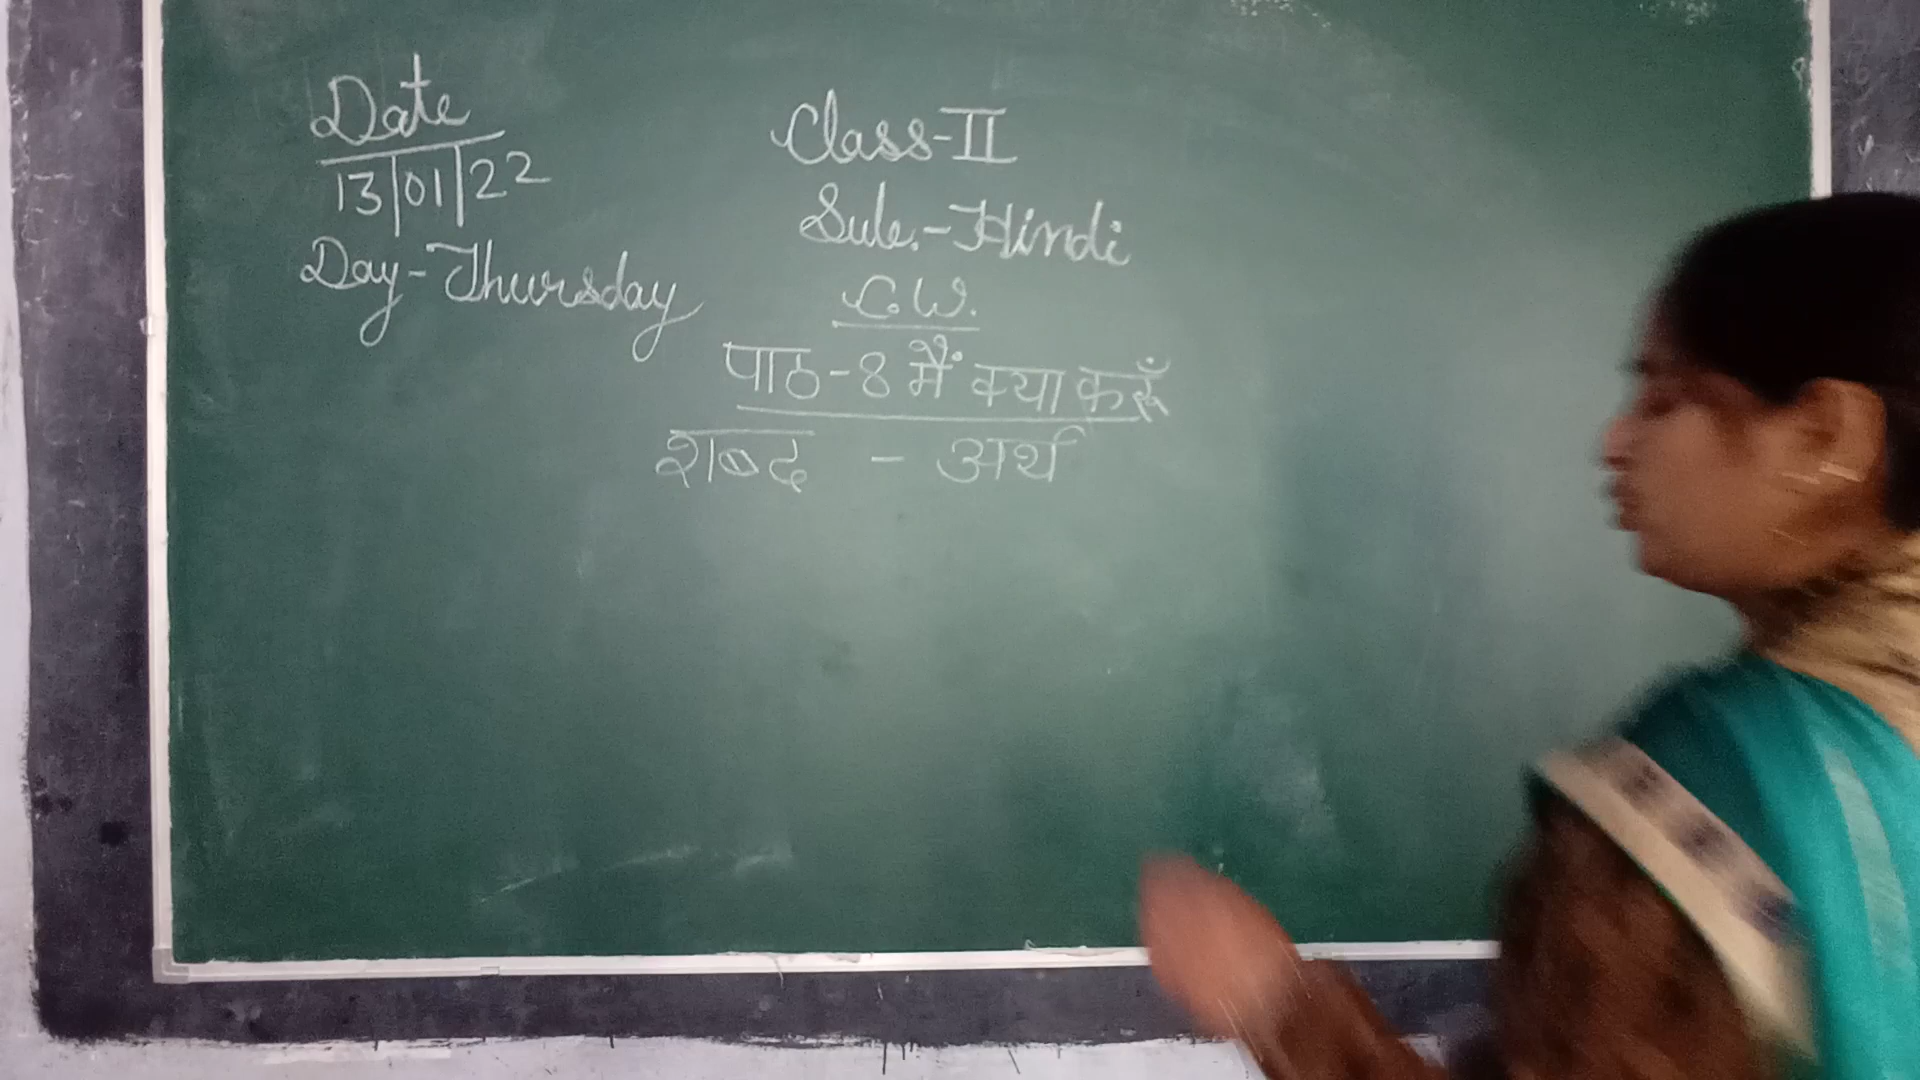 Date
13/01/22
Day-Thursday
Class-II
Sub.-Hindi
C.W.
पाठ-8 मैं क्या करूँ
शब्द - अर्थ